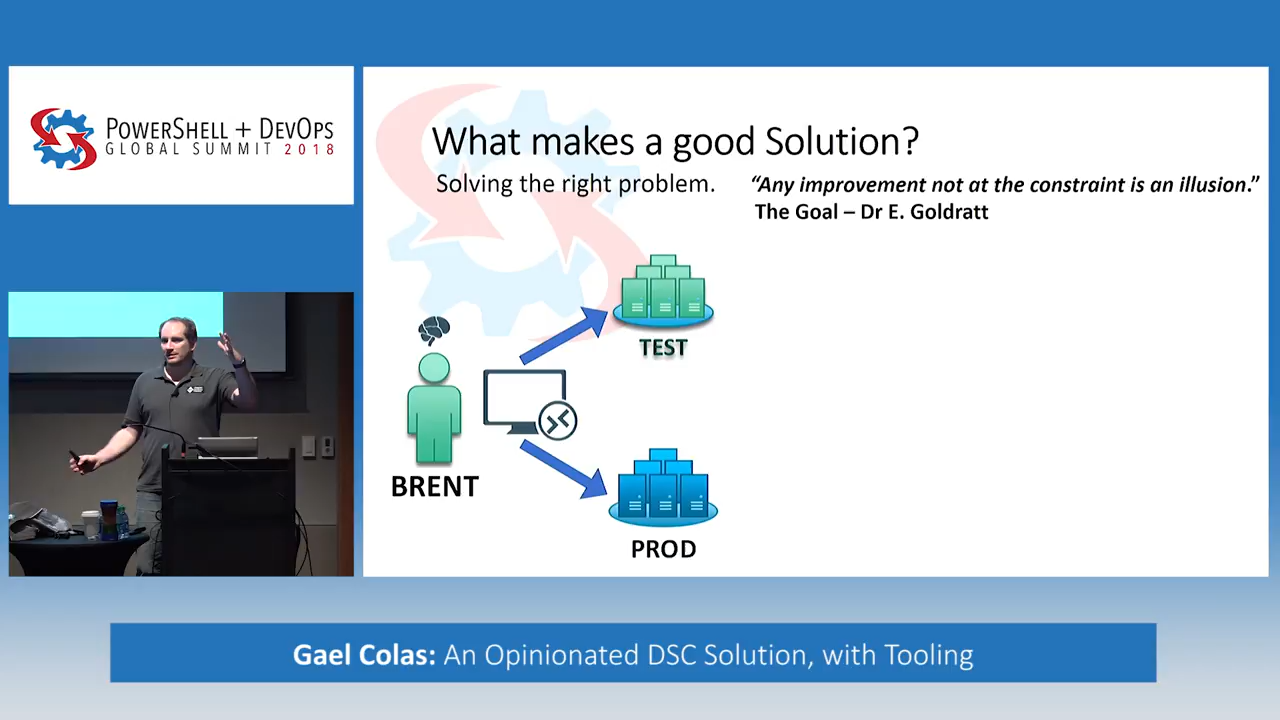 POWERSHELL + DEVOPS
GLOBAL SUMMIT 2018
What makes a good Solution?
Solving the right problem.
“Any improvement not at the constraint is an illusion.”
The Goal – Dr E. Goldratt
TEST
BRENT
PROD
Gael Colas: An Opinionated DSC Solution, with Tooling